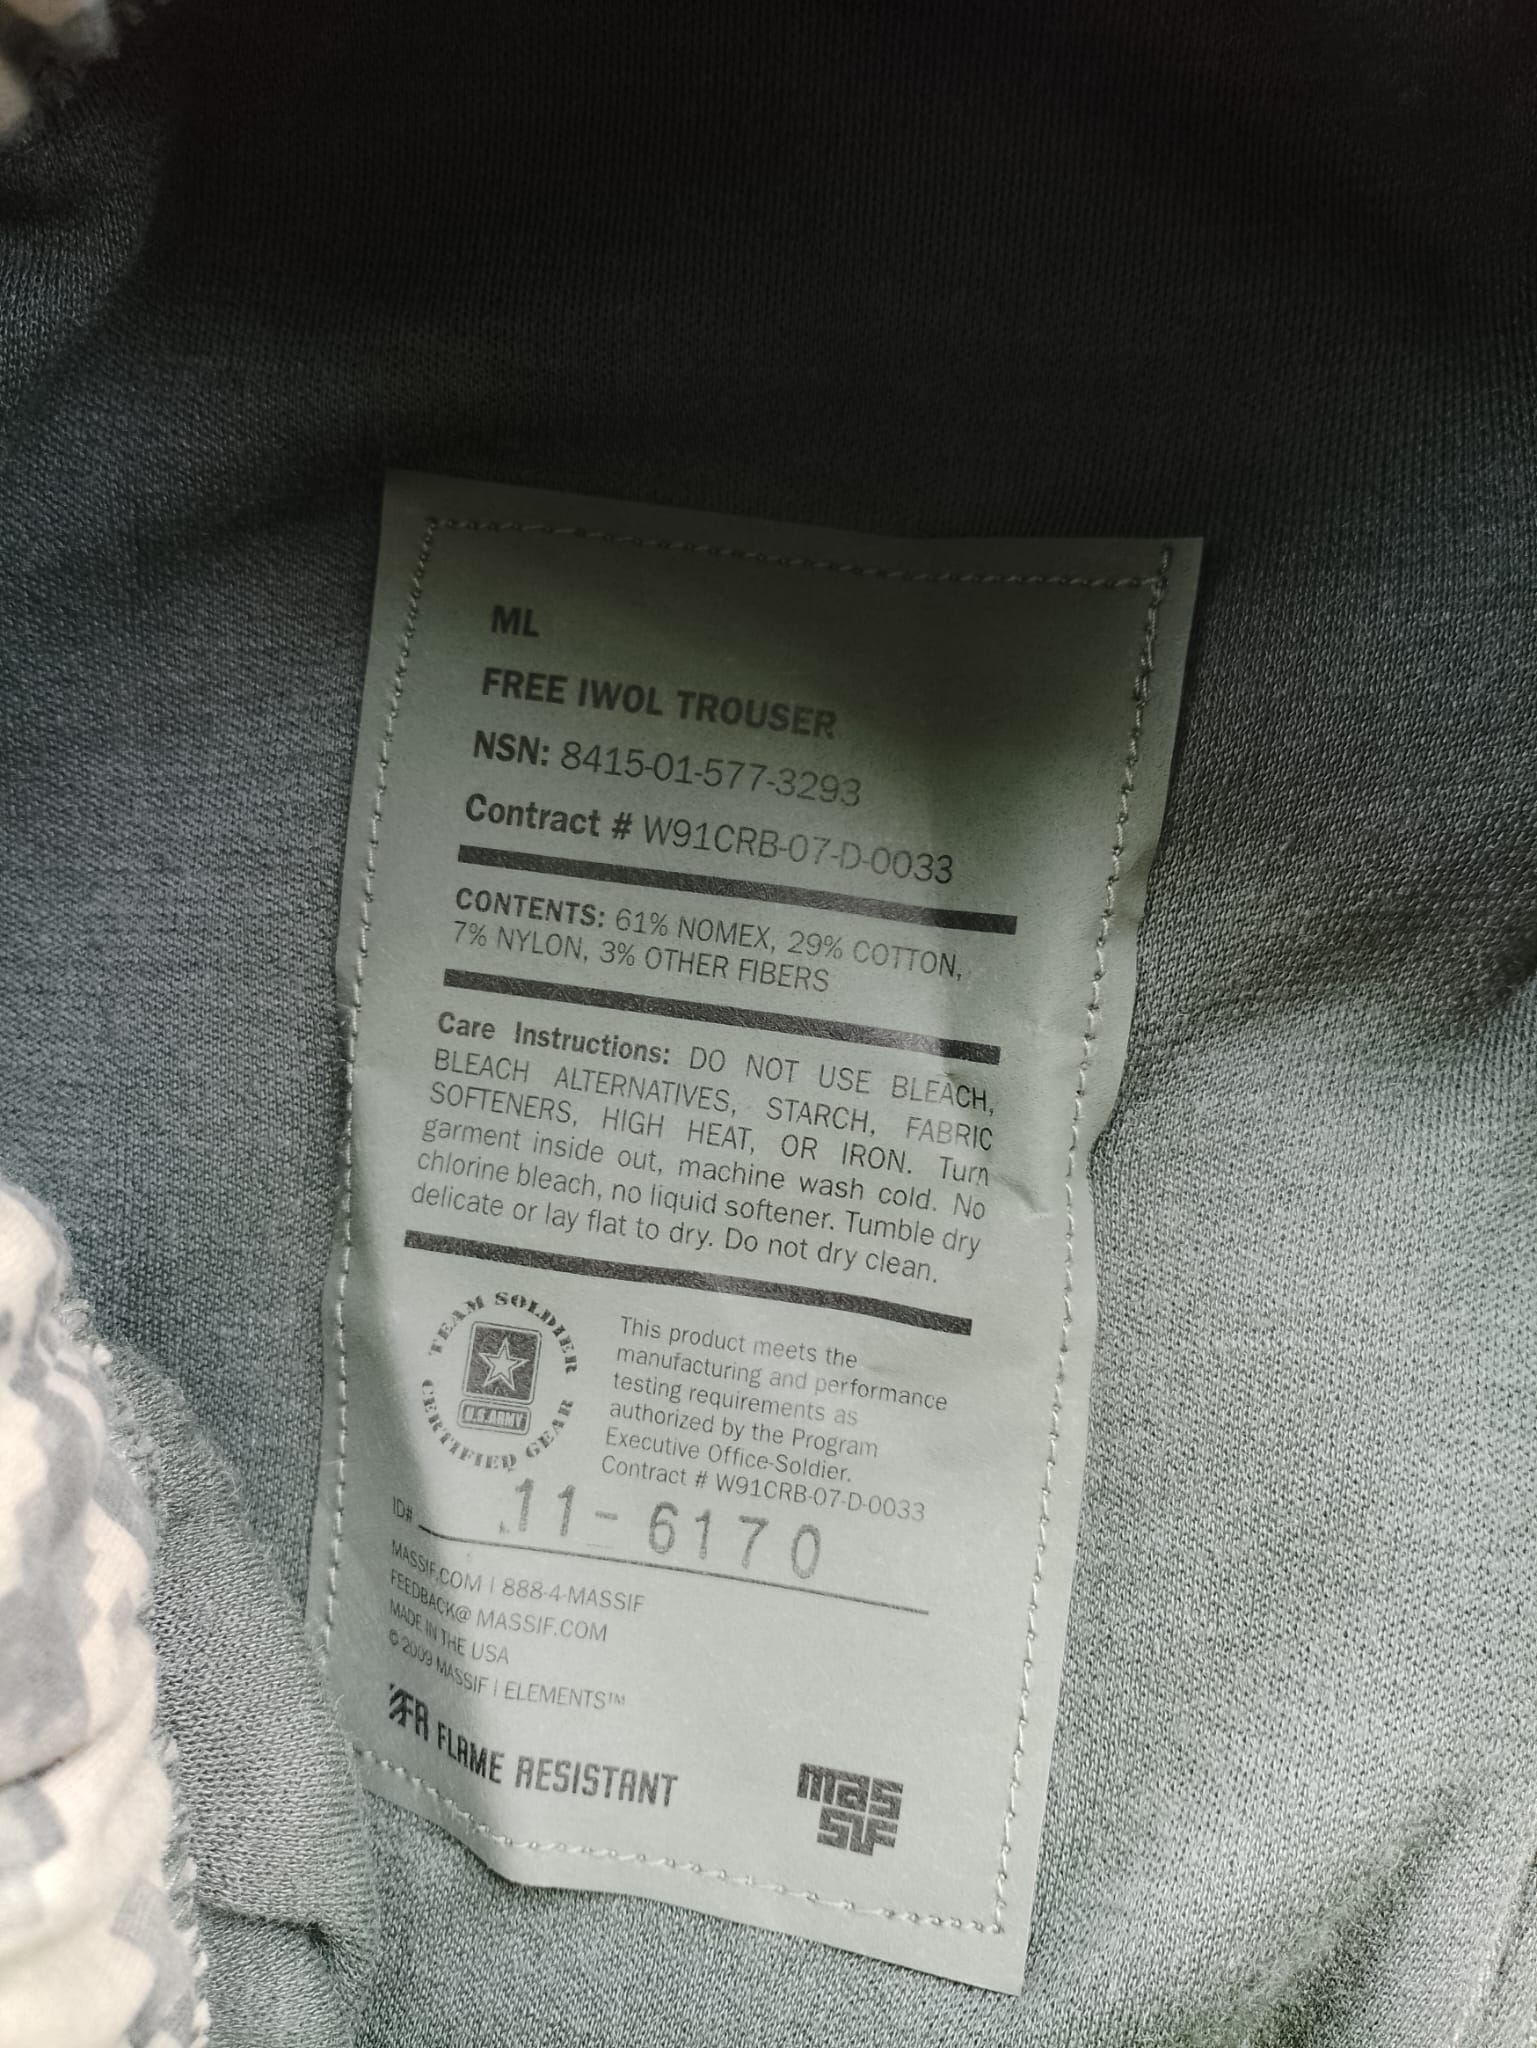 ML
FREE IWOL TROUSER
NSN: 8415-01-577-3293
Contract # W91CRB-07-D-0033
CONTENTS: 61% NOMEX, 29% COTTON,
7% NYLON, 3% OTHER FIBERS
Care Instructions: DO NOT USE BLEACH,
BLEACH ALTERNATIVES, STARCH, FABRIC
SOFTENERS, HIGH HEAT, OR IRON. Turn
garment inside out, machine wash cold. No
chlorine bleach, no liquid softener. Tumble dry
delicate or lay flat to dry. Do not dry clean.
TEAM SOLDIER
U.S.ARMY
CERTIFIED GEAR
This product meets the
manufacturing and performance
testing requirements as
authorized by the Program
Executive Office-Soldier.
Contract # W91CRB-07-D-0033
ID# 11-6170
MASSIF.COM | 888-4-MASSIF
FEEDBACK@ MASSIF.COM
MADE IN THE USA
© 2009 MASSIF | ELEMENTS™
FR FLAME RESISTANT
massif